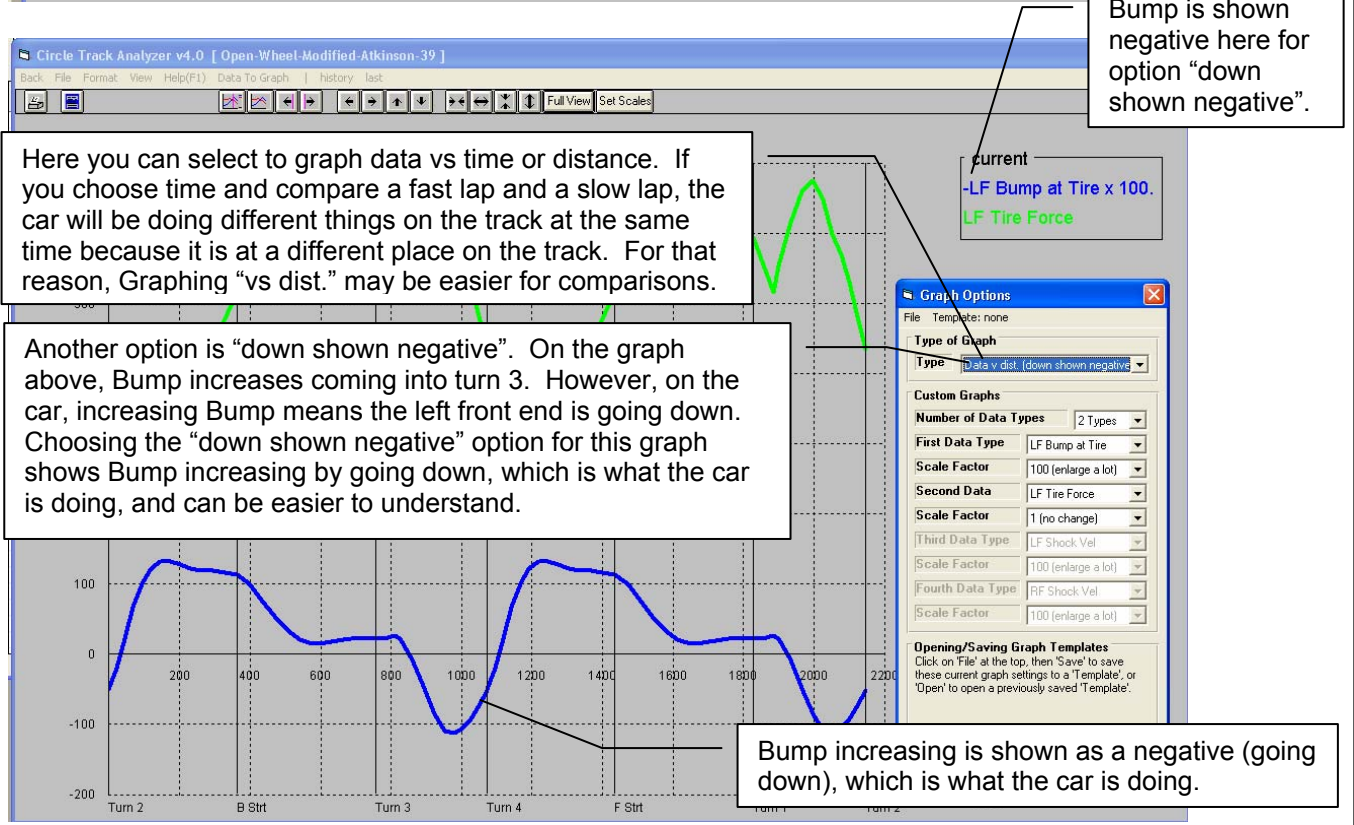 Bump is shown
negative here for
option “down
shown negative”.
Circle Track Analyzer v4.0 [ Open-Wheel-Modified-Atkinson-39 ]
Back File Format View Help(F1) Data To Graph | history last
Full View Set Scales
Here you can select to graph data vs time or distance. If
you choose time and compare a fast lap and a slow lap, the
car will be doing different things on the track at the same
time because it is at a different place on the track. For that
reason, Graphing “vs dist.” may be easier for comparisons.
current
-LF Bump at Tire x 100.
LF Tire Force
Another option is “down shown negative”. On the graph
above, Bump increases coming into turn 3. However, on the
car, increasing Bump means the left front end is going down.
Choosing the “down shown negative” option for this graph
shows Bump increasing by going down, which is what the car
is doing, and can be easier to understand.
Graph Options
File Template: none
Type of Graph
Type Data v dist. (down shown negative
Custom Graphs
Number of Data Types 2 Types
First Data Type LF Bump at Tire
Scale Factor 100 (enlarge a lot)
Second Data LF Tire Force
Scale Factor 1 (no change)
Third Data Type LF Shock Vel
Scale Factor 100 (enlarge a lot)
Fourth Data Type RF Shock Vel
Scale Factor 100 (enlarge a lot)
Opening/Saving Graph Templates
Click on 'File' at the top, then 'Save' to save
these current graph settings to a 'Template', or
'Open' to open a previously saved 'Template'.
100
0
200 400 600 800 1000 1200 1400 1600 1800 2000 2200
-100
-200
Turn 2 B Strt Turn 3 Turn 4 F Strt
Bump increasing is shown as a negative (going
down), which is what the car is doing.